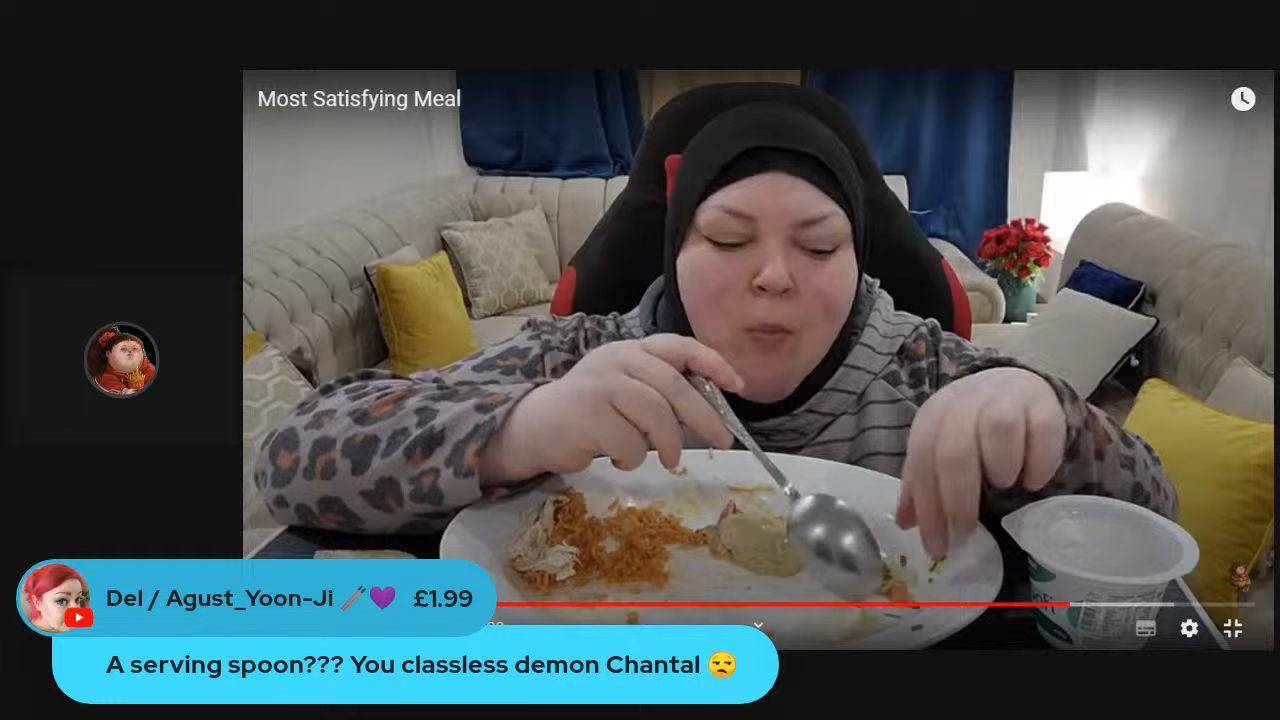 Most Satisfying Meal
Del / Agust_Yoon-Ji 🥢💜 £1.99
A serving spoon??? You classless demon Chantal 😒